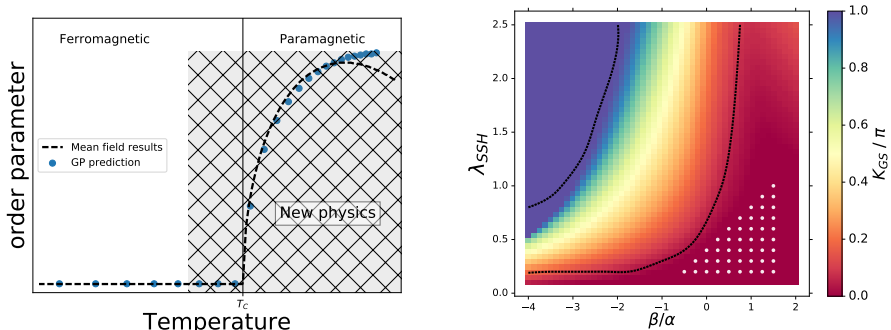 Ferromagnetic
Paramagnetic
order parameter
Mean field results
GP prediction
New physics
T_C
Temperature
λ_SSH
2.5
2.0
1.5
1.0
0.5
0.0
−4
−3
−2
−1
0
1
2
β/α
1.0
0.8
0.6
0.4
0.2
0.0
K_GS / π